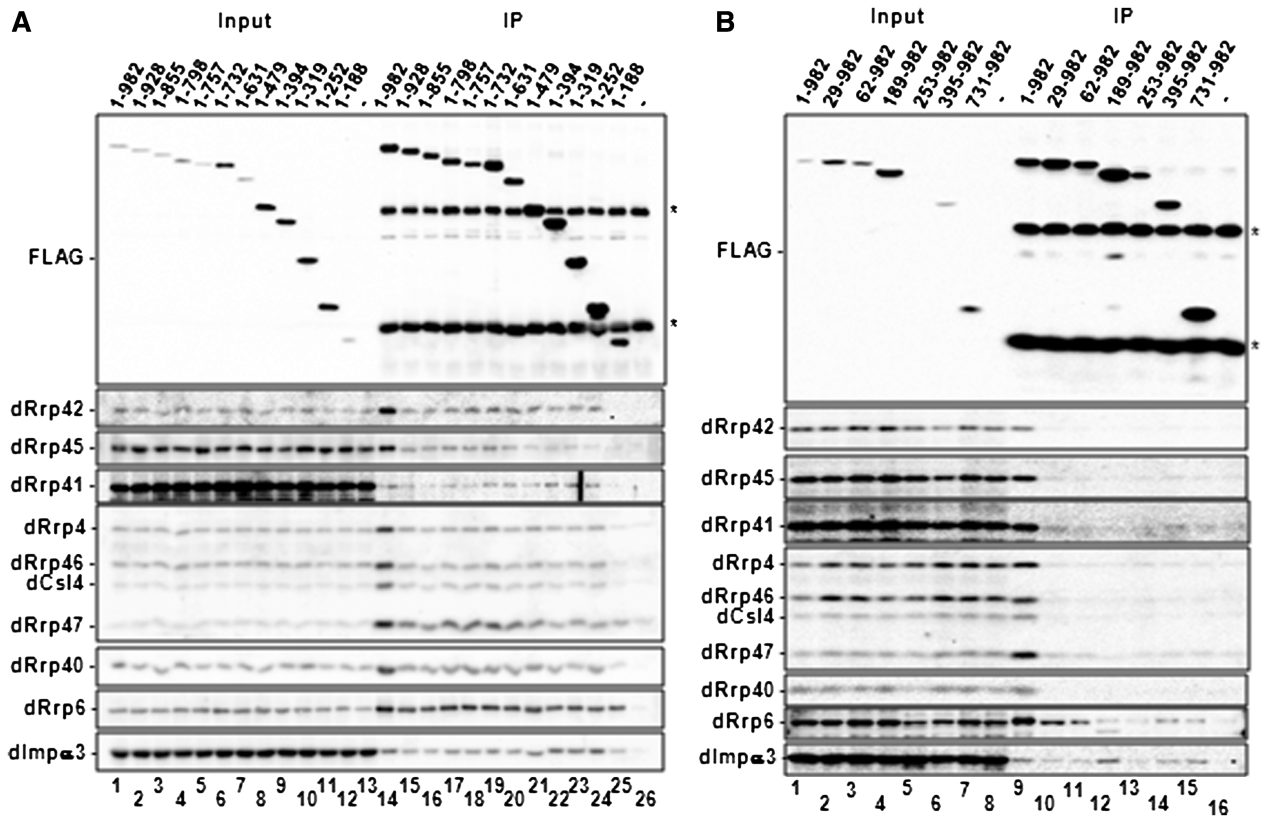 A
Input
IP
1-982
1-928
1-855
1-798
1-757
1-732
1-631
1-479
1-394
1-319
1-252
1-188
-
1-982
1-928
1-855
1-798
1-757
1-732
1-631
1-479
1-394
1-319
1-252
1-188
-
FLAG -
*
*
dRrp42 -
dRrp45 -
dRrp41 -
dRrp4 -
dRrp46 -
dCsl4 -
dRrp47 -
dRrp40 -
dRrp6 -
dImpα3 -
1 2 3 4 5 6 7 8 9 10 11 12 13 14 15 16 17 18 19 20 21 22 23 24 25 26
B
Input
IP
1-982
29-982
62-982
189-982
253-982
395-982
731-982
-
1-982
29-982
62-982
189-982
253-982
395-982
731-982
-
FLAG -
*
*
dRrp42 -
dRrp45 -
dRrp41 -
dRrp4 -
dRrp46 -
dCsl4 -
dRrp47 -
dRrp40 -
dRrp6 -
dImpα3 -
1 2 3 4 5 6 7 8 9 10 11 12 13 14 15 16